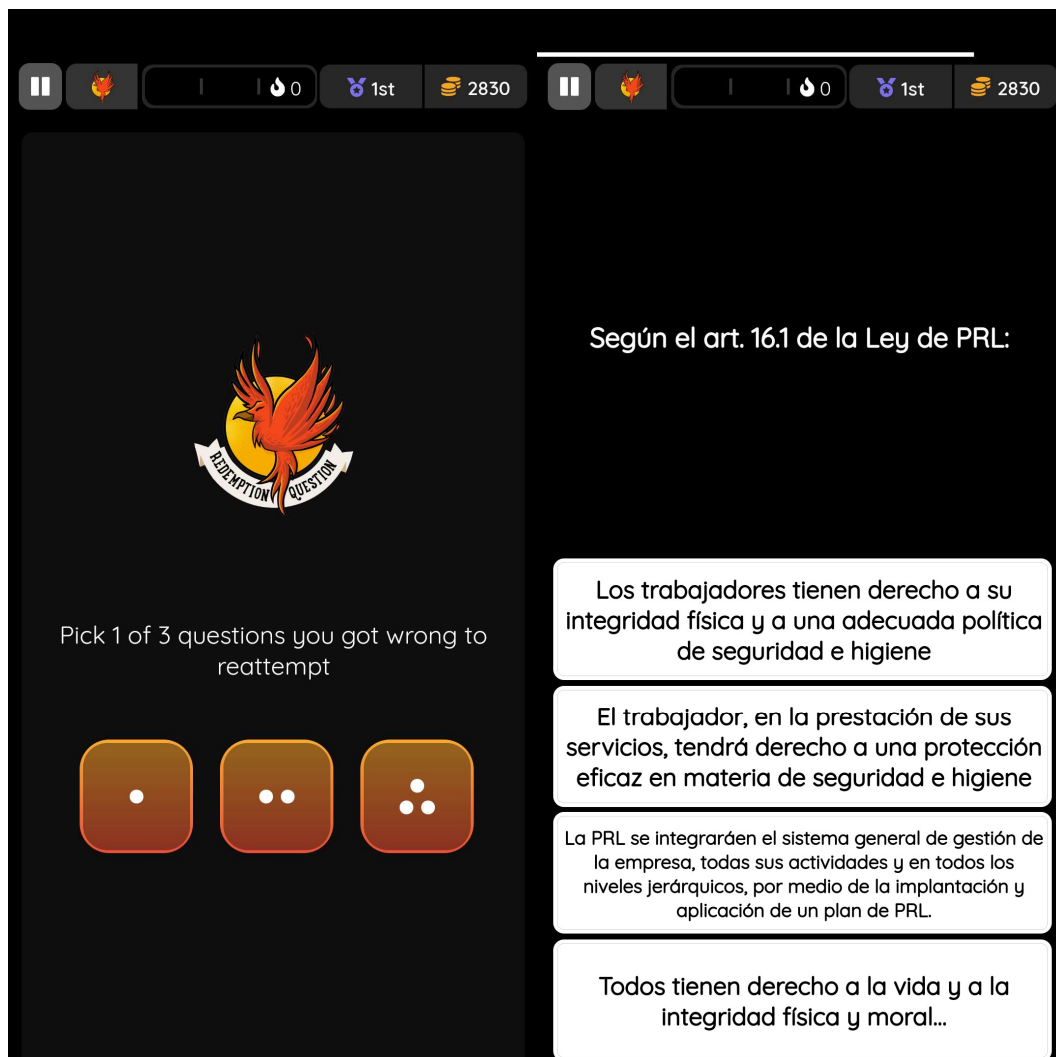 0
1st
2830
REDEMPTION QUESTION
Pick 1 of 3 questions you got wrong to
reattempt
0
1st
2830
Según el art. 16.1 de la Ley de PRL:
Los trabajadores tienen derecho a su
integridad física y a una adecuada política
de seguridad e higiene
El trabajador, en la prestación de sus
servicios, tendrá derecho a una protección
eficaz en materia de seguridad e higiene
La PRL se integraráen el sistema general de gestión de
la empresa, todas sus actividades y en todos los
niveles jerárquicos, por medio de la implantación y
aplicación de un plan de PRL.
Todos tienen derecho a la vida y a la
integridad física y moral...